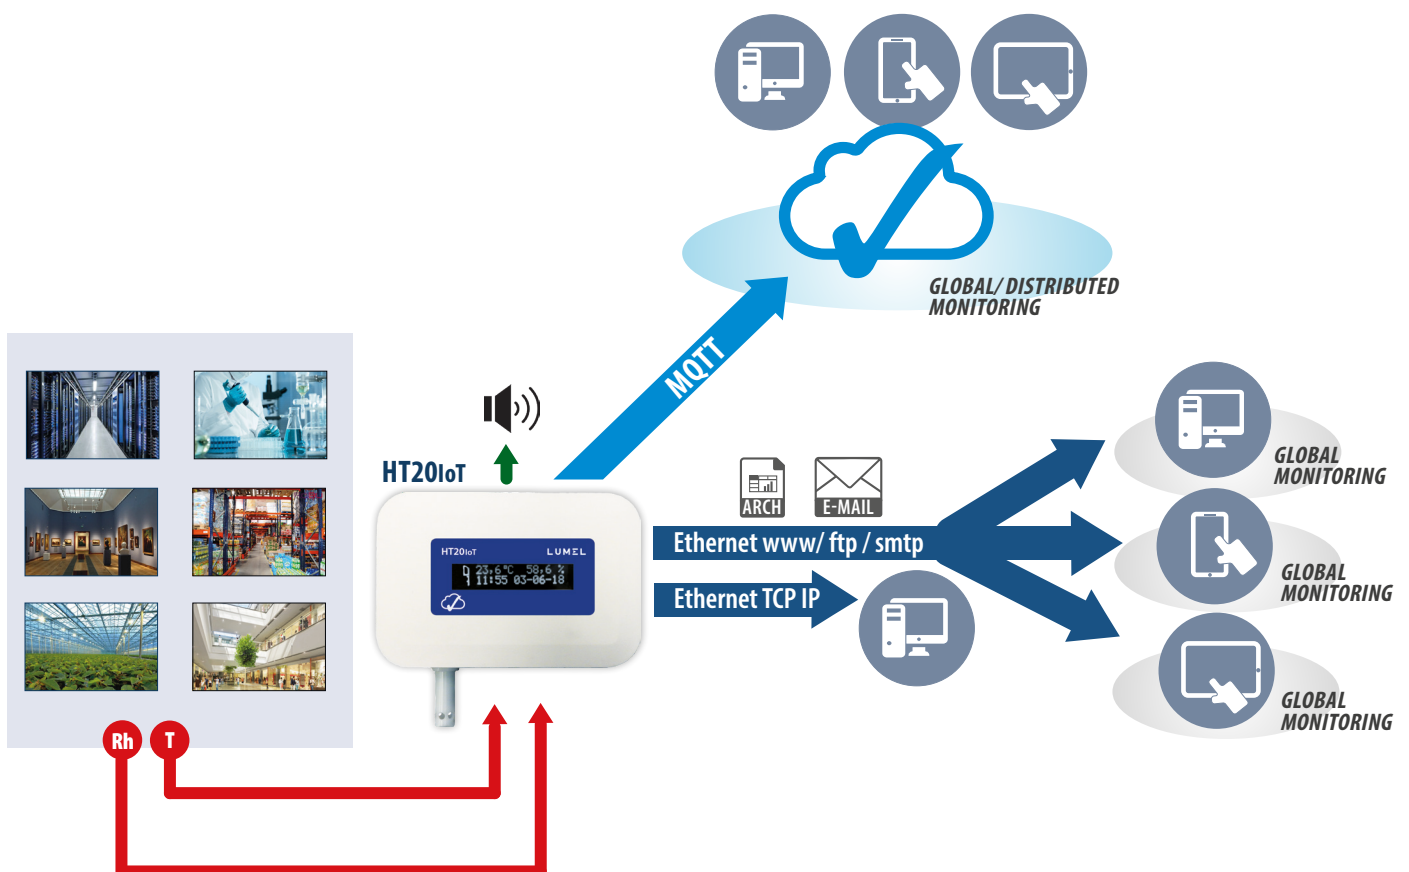 GLOBAL/ DISTRIBUTED
MONITORING
MQTT
HT20IoT
ARCH
E-MAIL
GLOBAL
MONITORING
HT20IoT
LUMEL
23,6°C 58,6 %
11:55 03-06-18
Ethernet www/ ftp / smtp
Ethernet TCP IP
GLOBAL
MONITORING
GLOBAL
MONITORING
Rh
T